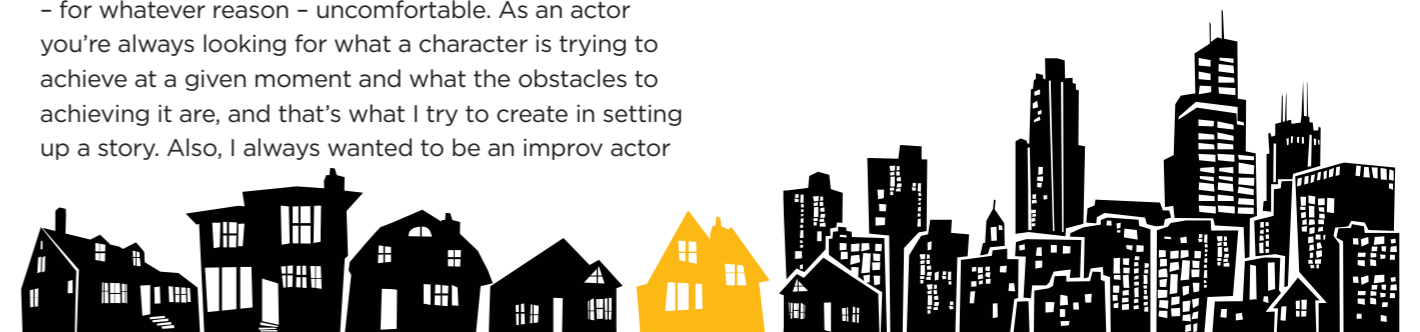 – for whatever reason – uncomfortable. As an actor
you’re always looking for what a character is trying to
achieve at a given moment and what the obstacles to
achieving it are, and that’s what I try to create in setting
up a story. Also, I always wanted to be an improv actor